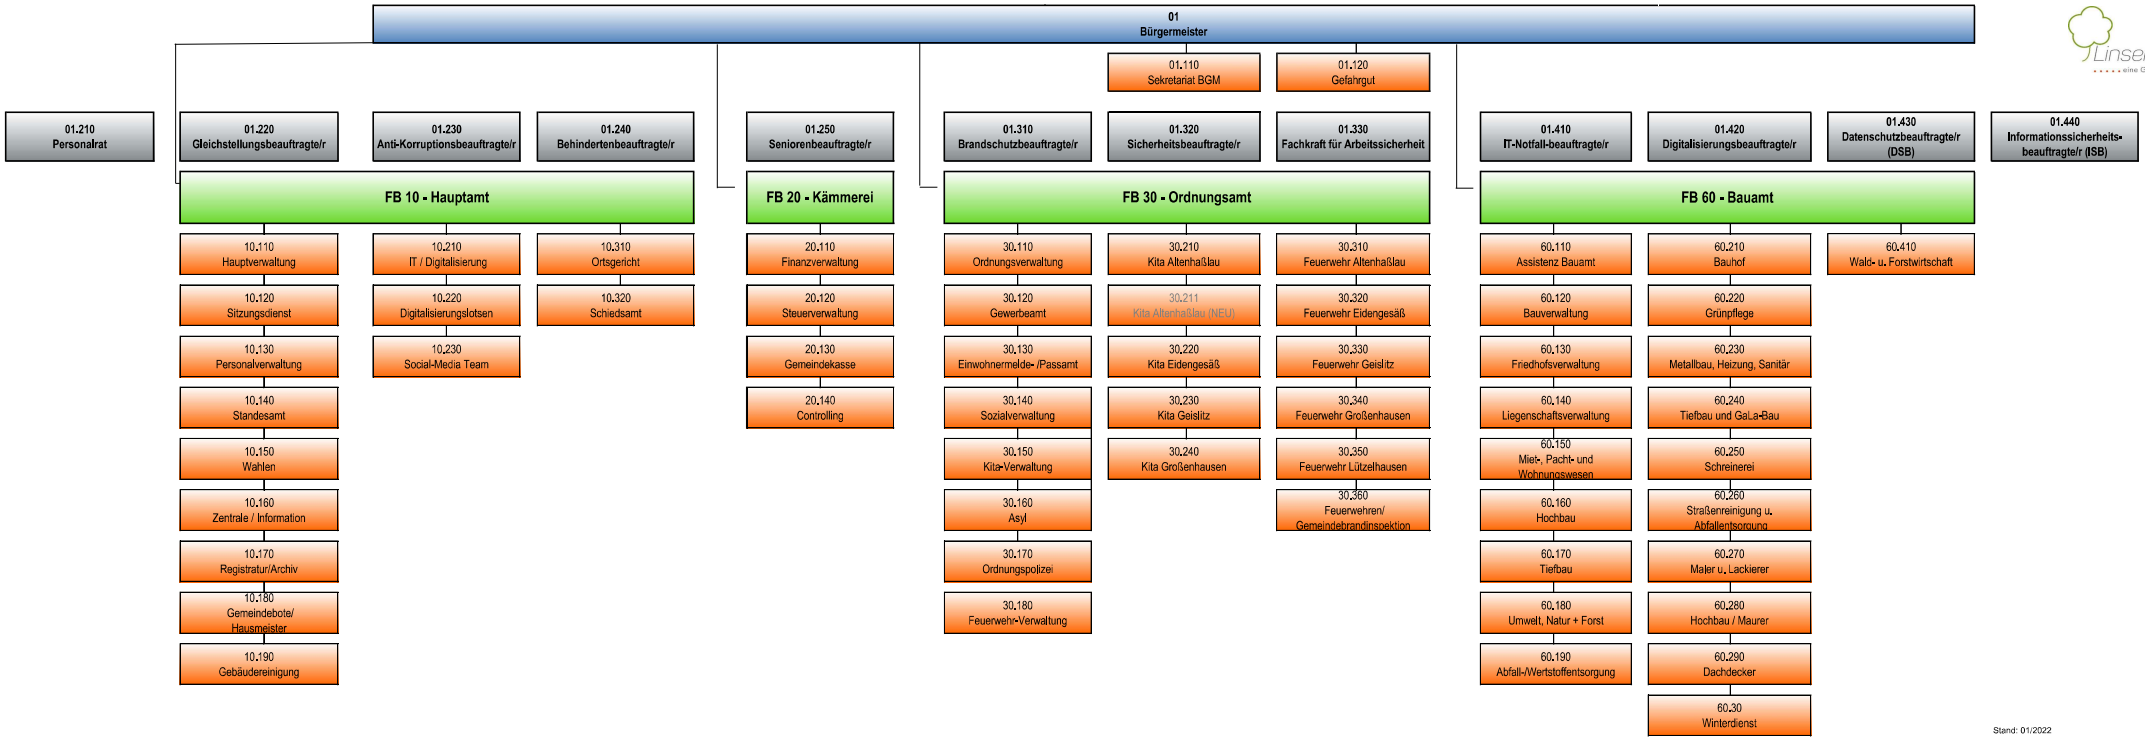 01
Bürgermeister
01.110
Sekretariat BGM
01.120
Gefahrgut
01.210
Personalrat
01.220
Gleichstellungsbeauftragte/r
01.230
Anti-Korruptionsbeauftragte/r
01.240
Behindertenbeauftragte/r
01.250
Seniorenbeauftragte/r
01.310
Brandschutzbeauftragte/r
01.320
Sicherheitsbeauftragte/r
01.330
Fachkraft für Arbeitssicherheit
01.410
IT-Notfall-beauftragte/r
01.420
Digitalisierungsbeauftragte/r
01.430
Datenschutzbeauftragte/r
(DSB)
01.440
Informationssicherheits-
beauftragte/r (ISB)
FB 10 - Hauptamt
10.110
Hauptverwaltung
10.120
Sitzungsdienst
10.130
Personalverwaltung
10.140
Standesamt
10.150
Wahlen
10.160
Zentrale / Information
10.170
Registratur/Archiv
10.180
Gemeindebote/
Hausmeister
10.190
Gebäudereinigung
10.210
IT / Digitalisierung
10.220
Digitalisierungslotsen
10.230
Social-Media Team
10.310
Ortsgericht
10.320
Schiedsamt
FB 20 - Kämmerei
20.110
Finanzverwaltung
20.120
Steuerverwaltung
20.130
Gemeindekasse
20.140
Controlling
FB 30 - Ordnungsamt
30.110
Ordnungsverwaltung
30.120
Gewerbeamt
30.130
Einwohnermelde- /Passamt
30.140
Sozialverwaltung
30.150
Kita-Verwaltung
30.160
Asyl
30.170
Ordnungspolizei
30.180
Feuerwehr-Verwaltung
30.210
Kita Altenhaßlau
30.211
Kita Altenhaßlau (NEU)
30.220
Kita Eidengesäß
30.230
Kita Geislitz
30.240
Kita Großenhausen
30.310
Feuerwehr Altenhaßlau
30.320
Feuerwehr Eidengesäß
30.330
Feuerwehr Geislitz
30.340
Feuerwehr Großenhausen
30.350
Feuerwehr Lützelhausen
30.360
Feuerwehren/
Gemeindebrandinspektion
FB 60 - Bauamt
60.110
Assistenz Bauamt
60.120
Bauverwaltung
60.130
Friedhofsverwaltung
60.140
Liegenschaftsverwaltung
60.150
Miet-, Pacht- und
Wohnungswesen
60.160
Hochbau
60.170
Tiefbau
60.180
Umwelt, Natur + Forst
60.190
Abfall-/Wertstoffentsorgung
60.210
Bauhof
60.220
Grünpflege
60.230
Metallbau, Heizung, Sanitär
60.240
Tiefbau und GaLa-Bau
60.250
Schreinerei
60.260
Straßenreinigung u.
Abfallentsorgung
60.270
Maler u. Lackierer
60.280
Hochbau / Maurer
60.290
Dachdecker
60.30
Winterdienst
60.410
Wald- u. Forstwirtschaft
Linse
eine G
Stand: 01/2022